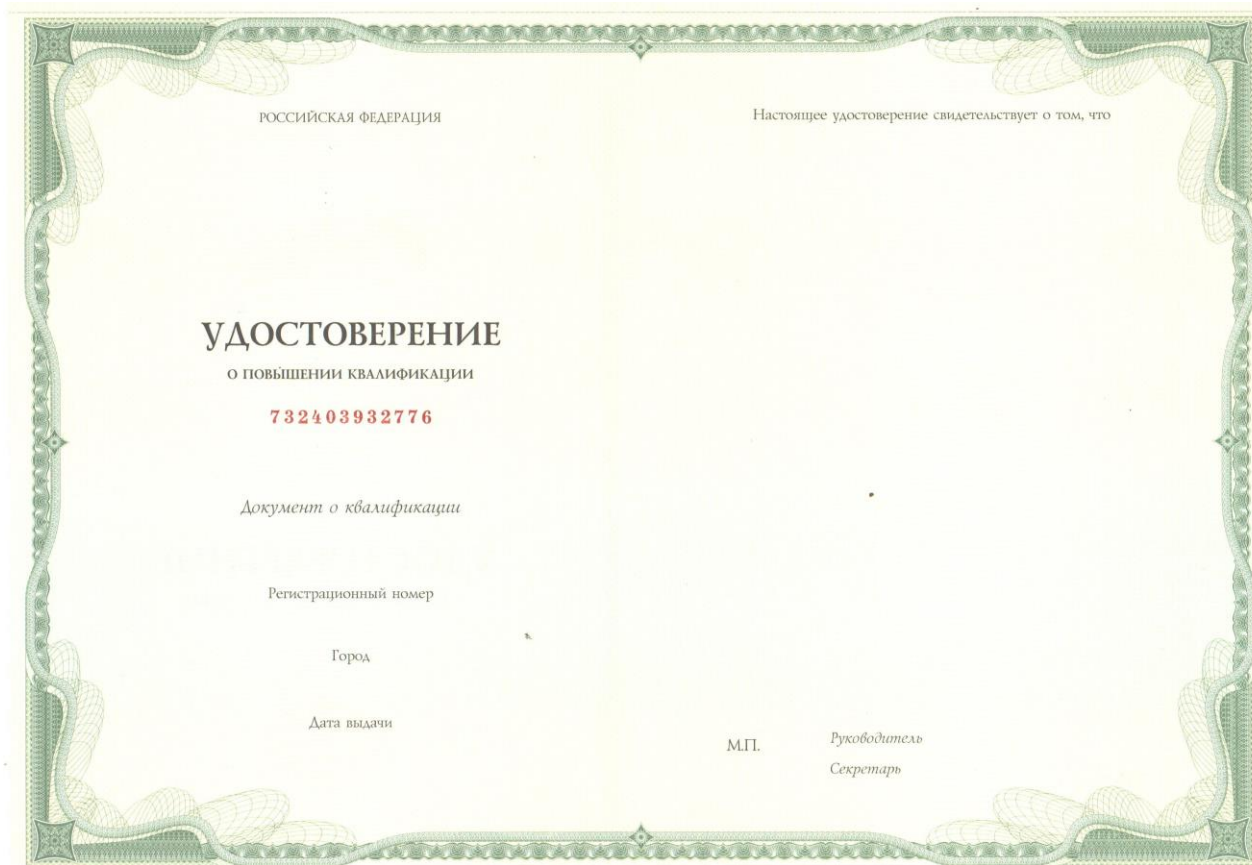 РОССИЙСКАЯ ФЕДЕРАЦИЯ
УДОСТОВЕРЕНИЕ
О ПОВЫШЕНИИ КВАЛИФИКАЦИИ
732403932776
Документ о квалификации
Регистрационный номер
Город
Дата выдачи
Настоящее удостоверение свидетельствует о том, что
М.П.
Руководитель
Секретарь